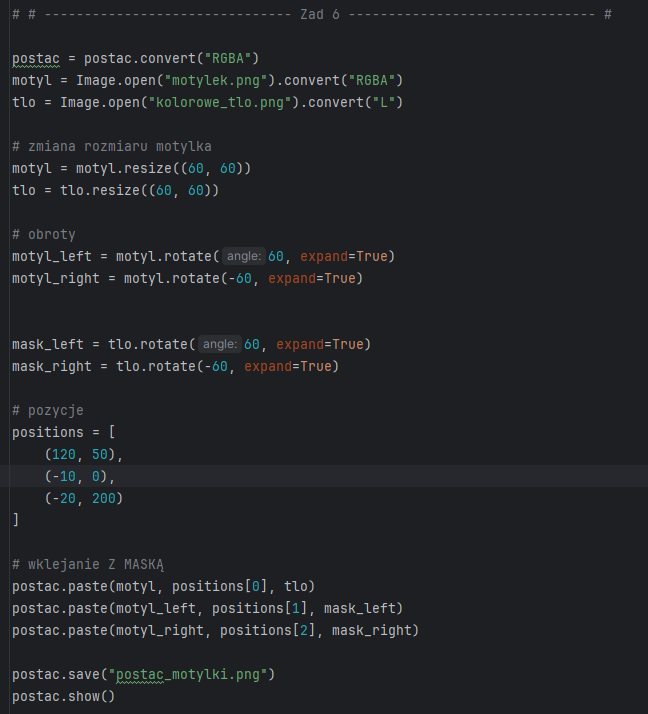 # # ------------------------------- Zad 6 ------------------------------- #
postac = postac.convert("RGBA")
motyl = Image.open("motylek.png").convert("RGBA")
tlo = Image.open("kolorowe_tlo.png").convert("L")
# zmiana rozmiaru motylka
motyl = motyl.resize((60, 60))
tlo = tlo.resize((60, 60))
# obroty
motyl_left = motyl.rotate( angle: 60, expand=True)
motyl_right = motyl.rotate(-60, expand=True)
mask_left = tlo.rotate( angle: 60, expand=True)
mask_right = tlo.rotate(-60, expand=True)
# pozycje
positions = [
    (120, 50),
    (-10, 0),
    (-20, 200)
]
# wklejanie Z MASKĄ
postac.paste(motyl, positions[0], tlo)
postac.paste(motyl_left, positions[1], mask_left)
postac.paste(motyl_right, positions[2], mask_right)
postac.save("postac_motylki.png")
postac.show()